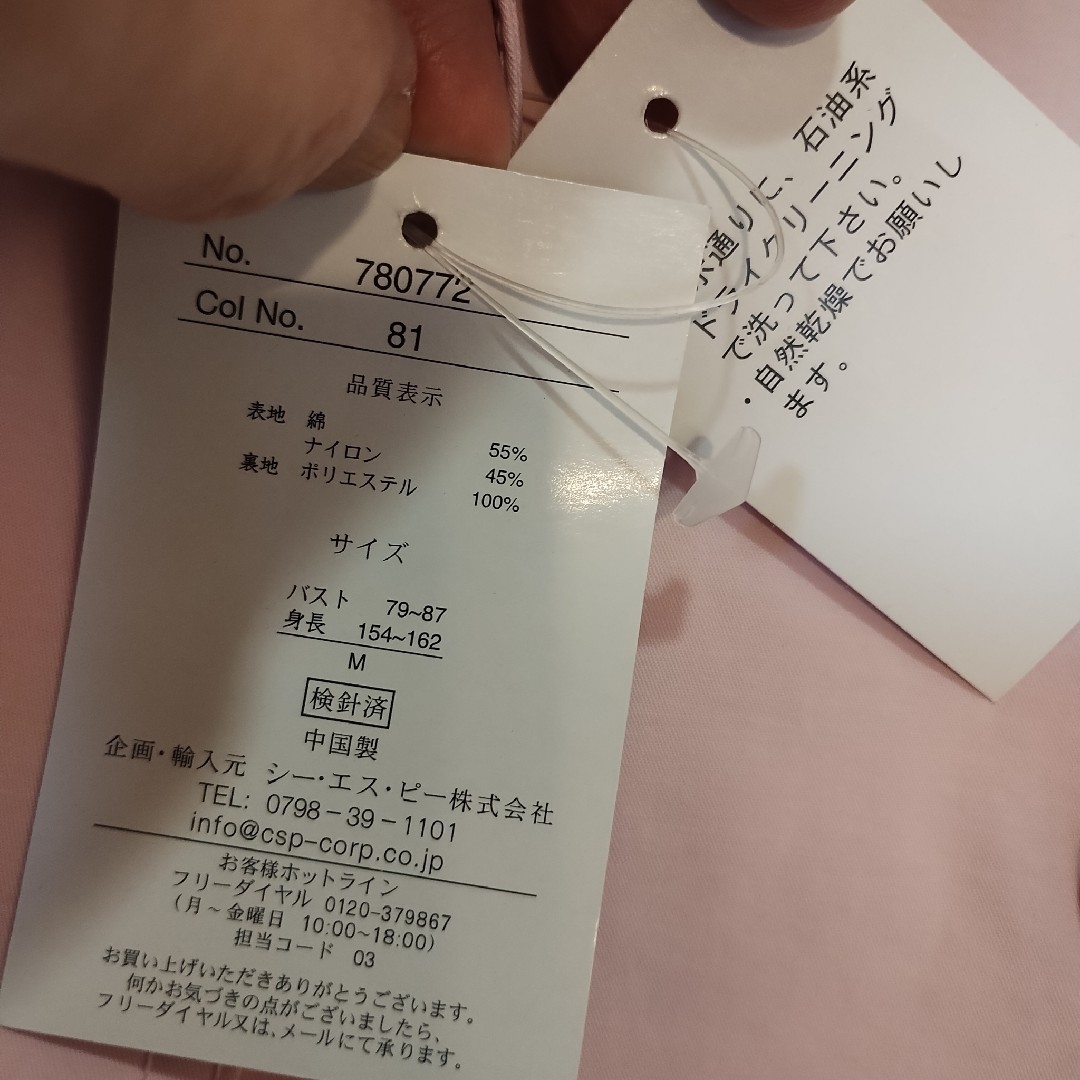 No. 780772
Col No. 81
品質表示
表地 綿 55%
ナイロン 45%
裏地 ポリエステル 100%
サイズ
バスト 79~87
身長 154~162
M
検針済
中国製
企画・輸入元 シー・エス・ピー株式会社
TEL: 0798-39-1101
info@csp-corp.co.jp
お客様ホットライン
フリーダイヤル 0120-379867
(月~金曜日 10:00~18:00)
担当コード 03
お買い上げいただきありがとうございます。
何かお気づきの点がございましたら、
フリーダイヤル又は、メールにて承ります。
通りに、石油系
ドライクリーニング
で洗って下さい。
・自然乾燥でお願いし
ます。